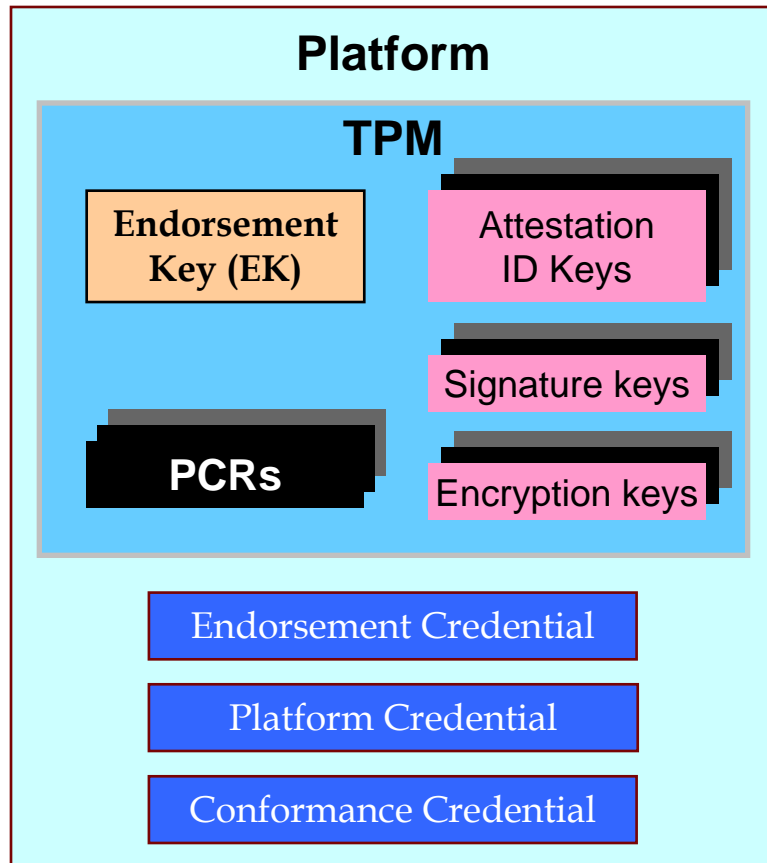 Platform
TPM
Endorsement
Key (EK)
Attestation
ID Keys
Signature keys
PCRs
Encryption keys
Endorsement Credential
Platform Credential
Conformance Credential